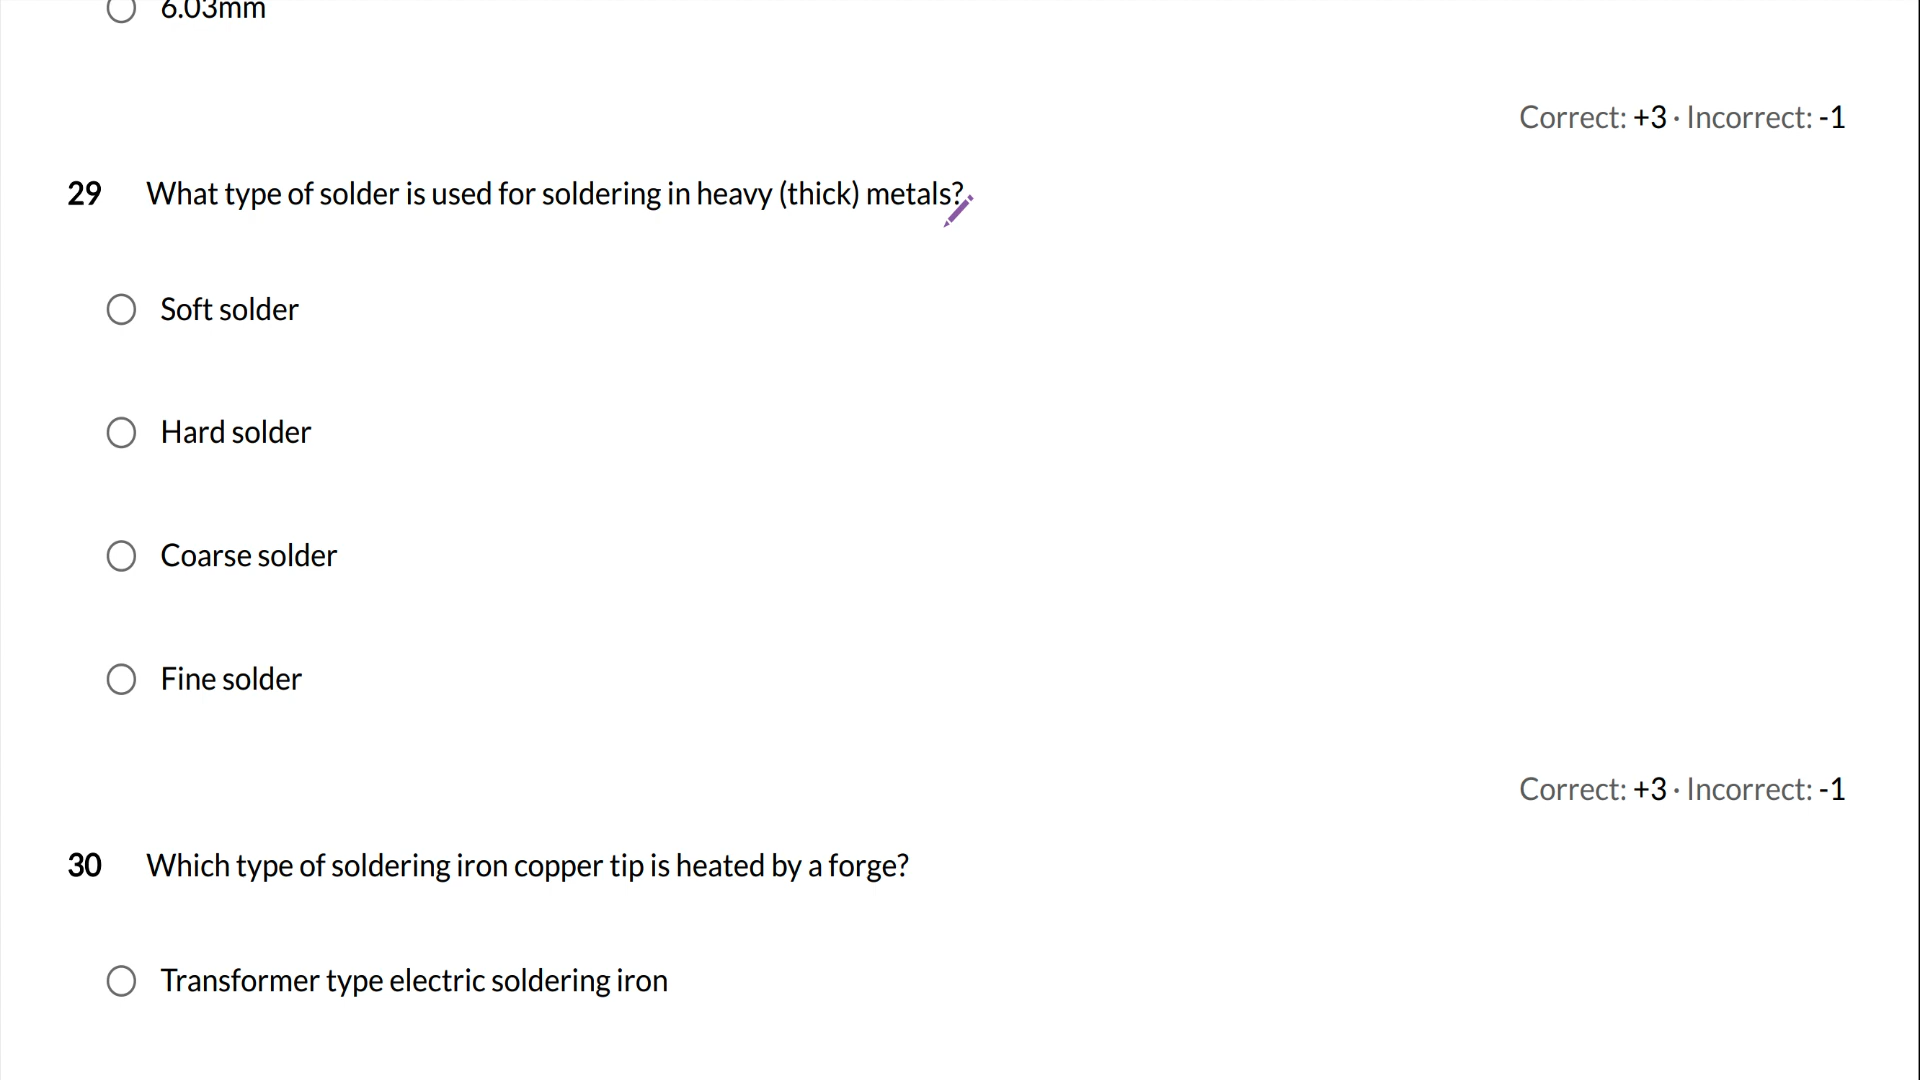 6.03mm
Correct: +3 · Incorrect: -1
29 What type of solder is used for soldering in heavy (thick) metals?
Soft solder
Hard solder
Coarse solder
Fine solder
Correct: +3 · Incorrect: -1
30 Which type of soldering iron copper tip is heated by a forge?
Transformer type electric soldering iron